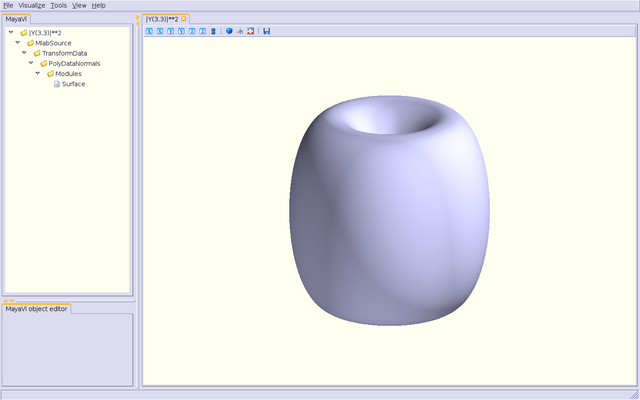 File Visualize Tools View Help
MayaVi
|Y(3,3)|**2
|Y(3,3)|**2
MlabSource
TransformData
PolyDataNormals
Modules
Surface
MayaVi object editor